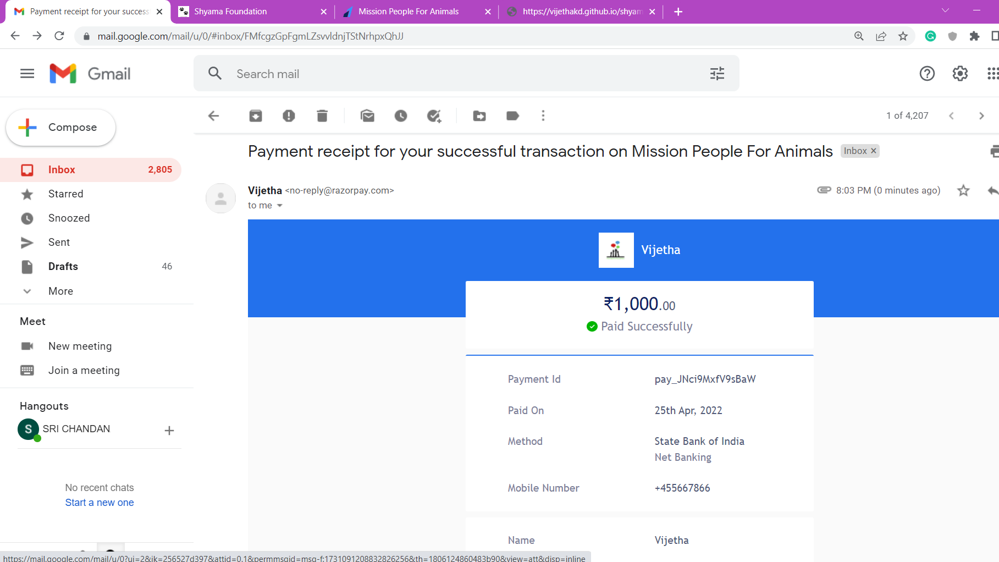 Payment receipt for your success
Shyama Foundation
Mission People For Animals
https://vijethakd.github.io/shyam
mail.google.com/mail/u/0/#inbox/FMfcgzGpFgmLZsvvldnjTStNrhpxQhJJ
Gmail
Search mail
Compose
1 of 4,207
Payment receipt for your successful transaction on Mission People For Animals
Inbox
Inbox 2,805
Starred
Snoozed
Sent
Drafts 46
More
Meet
New meeting
Join a meeting
Hangouts
S SRI CHANDAN
No recent chats
Start a new one
Vijetha <no-reply@razorpay.com>
8:03 PM (0 minutes ago)
to me
Vijetha
₹1,000.00
Paid Successfully
Payment Id pay_JNci9MxfV9sBaW
Paid On 25th Apr, 2022
Method State Bank of India
Net Banking
Mobile Number +455667866
Name Vijetha
https://mail.google.com/mail/u/0?ui=2&ik=256527d397&attid=0.1&permmsgid=msg-f:1731091208832826256&th=1806124860483b90&view=att&disp=inline